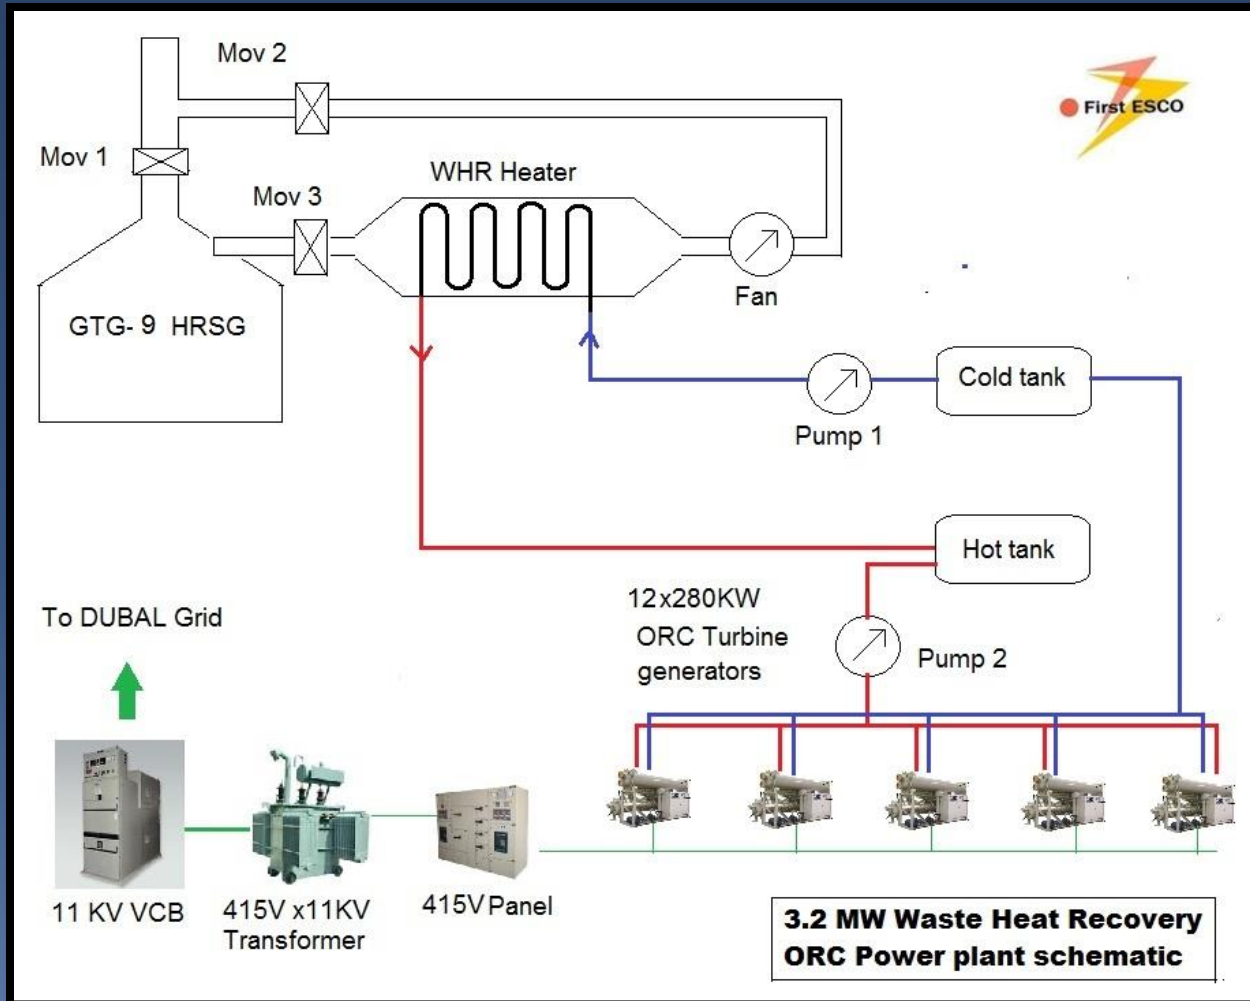 Mov 2
First ESCO
Mov 1
WHR Heater
Mov 3
Fan
GTG- 9 HRSG
Cold tank
Pump 1
Hot tank
12x280KW
ORC Turbine
generators
To DUBAL Grid
Pump 2
11 KV VCB
415V x11KV
Transformer
415V Panel
3.2 MW Waste Heat Recovery
ORC Power plant schematic